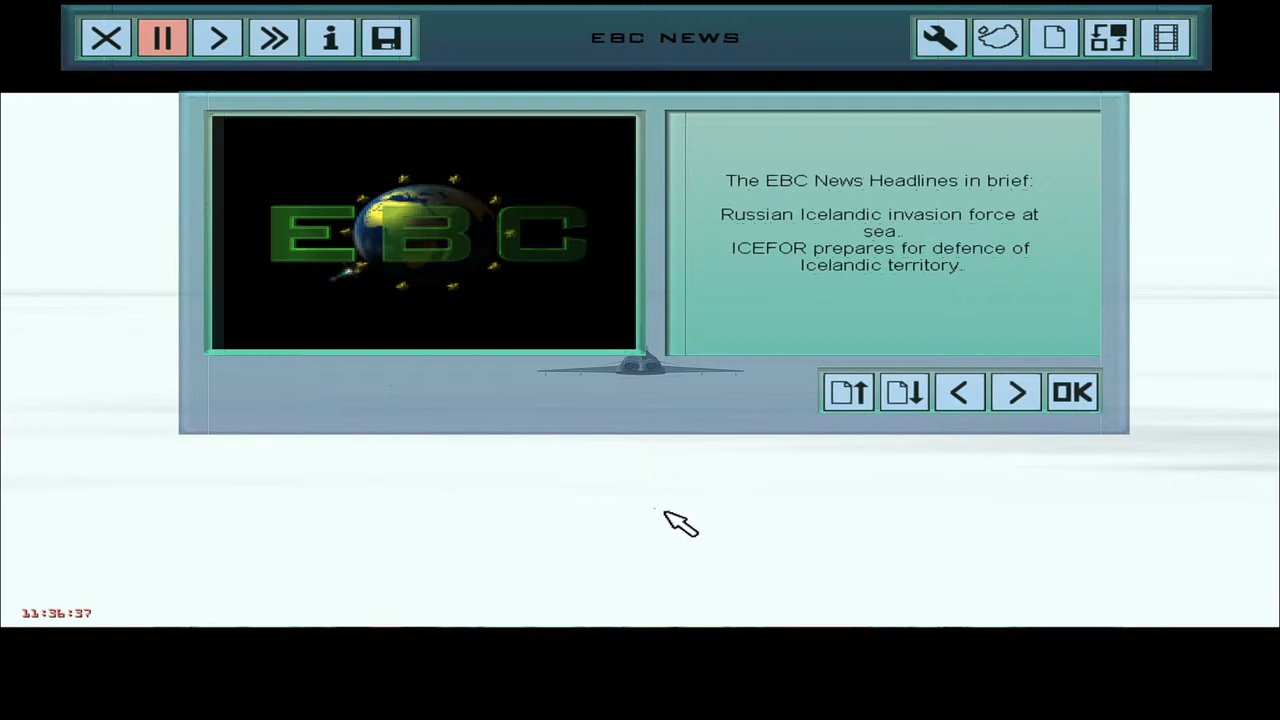 EBC NEWS
EBC
The EBC News Headlines in brief:
Russian Icelandic invasion force at
sea..
ICEFOR prepares for defence of
Icelandic territory..
OK
11:36:37